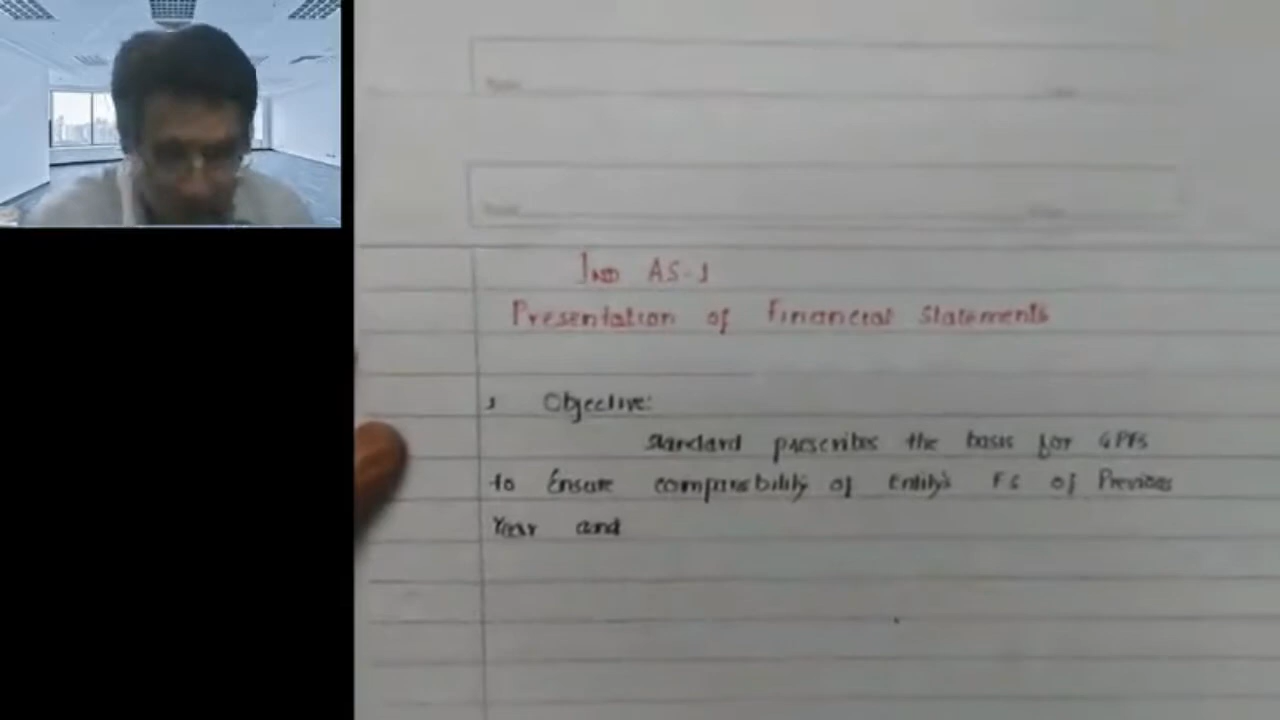 Ind AS-1
Presentation of Financial Statements
1 Objective:
Standard prescribes the basis for GPFS
to Ensure comparability of Entity's FS of Previous
Year and